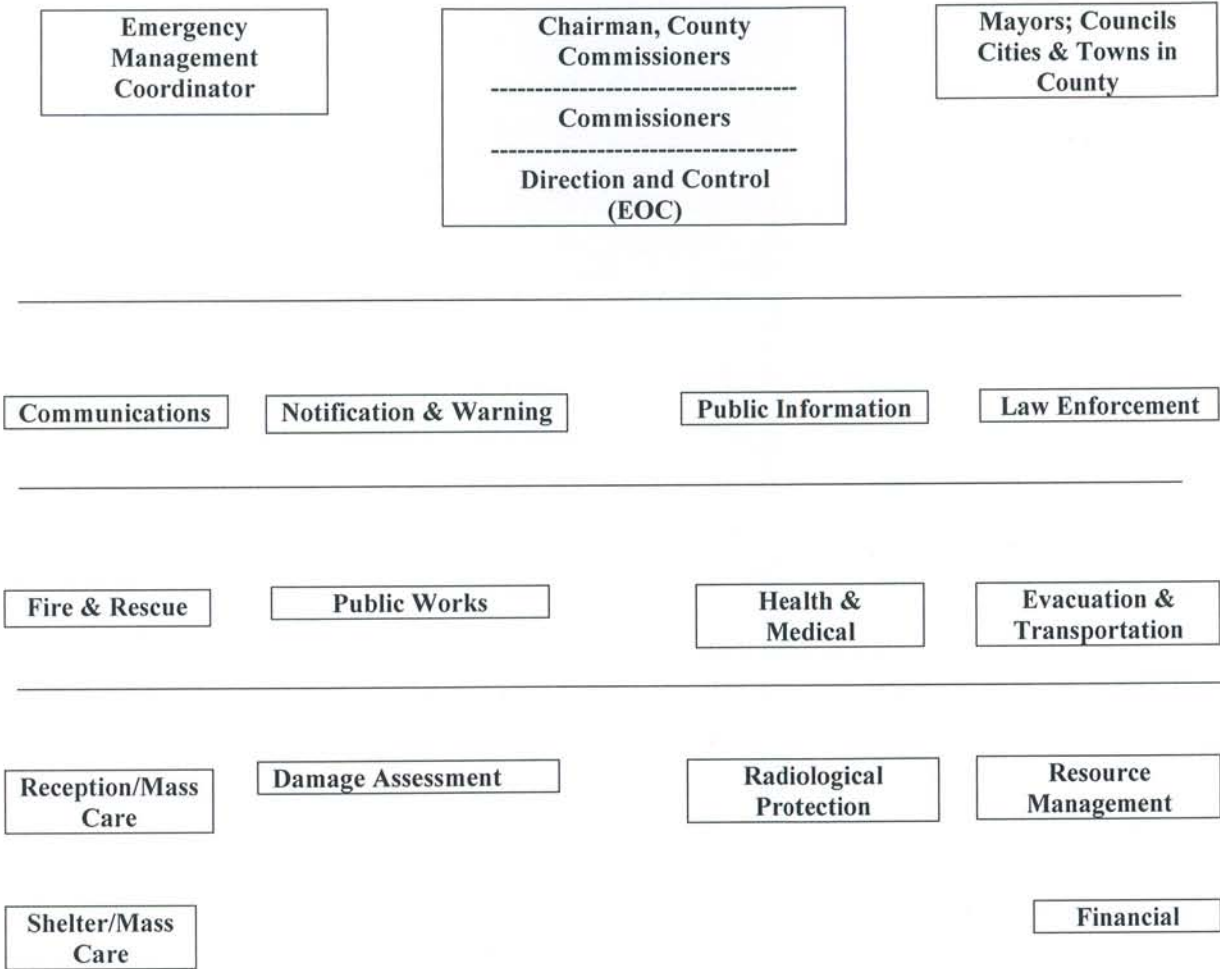 Emergency
Management
Coordinator
Chairman, County
Commissioners
----------------------------------
Commissioners
----------------------------------
Direction and Control
(EOC)
Mayors; Councils
Cities & Towns in
County
Communications
Notification & Warning
Public Information
Law Enforcement
Fire & Rescue
Public Works
Health &
Medical
Evacuation &
Transportation
Reception/Mass
Care
Damage Assessment
Radiological
Protection
Resource
Management
Shelter/Mass
Care
Financial